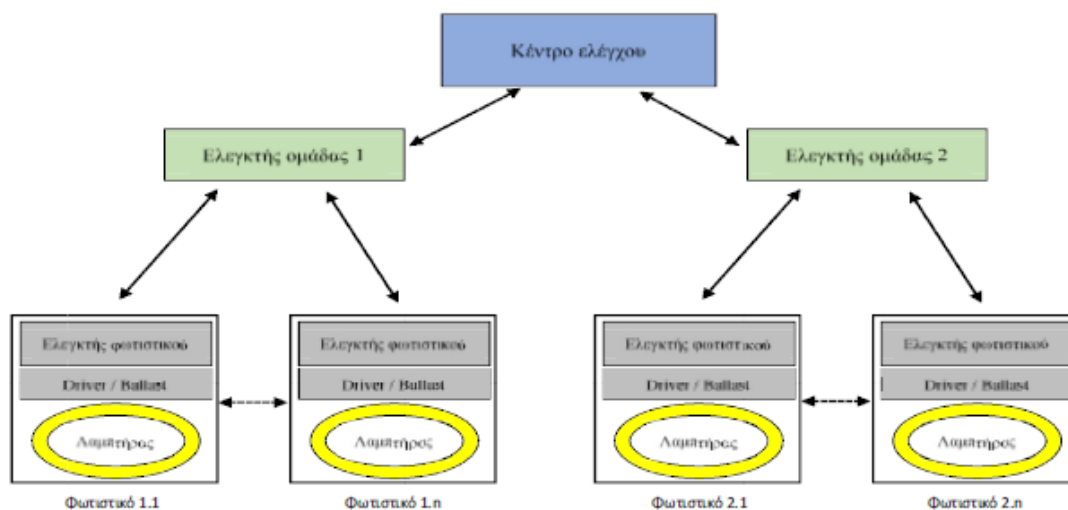 Κέντρο ελέγχου
Ελεγκτής ομάδας 1
Ελεγκτής ομάδας 2
Ελεγκτής φωτιστικού
Ελεγκτής φωτιστικού
Ελεγκτής φωτιστικού
Ελεγκτής φωτιστικού
Driver / Ballast
Driver / Ballast
Driver / Ballast
Driver / Ballast
Λαμπτήρας
Λαμπτήρας
Λαμπτήρας
Λαμπτήρας
Φωτιστικό 1.1
Φωτιστικό 1.n
Φωτιστικό 2.1
Φωτιστικό 2.n